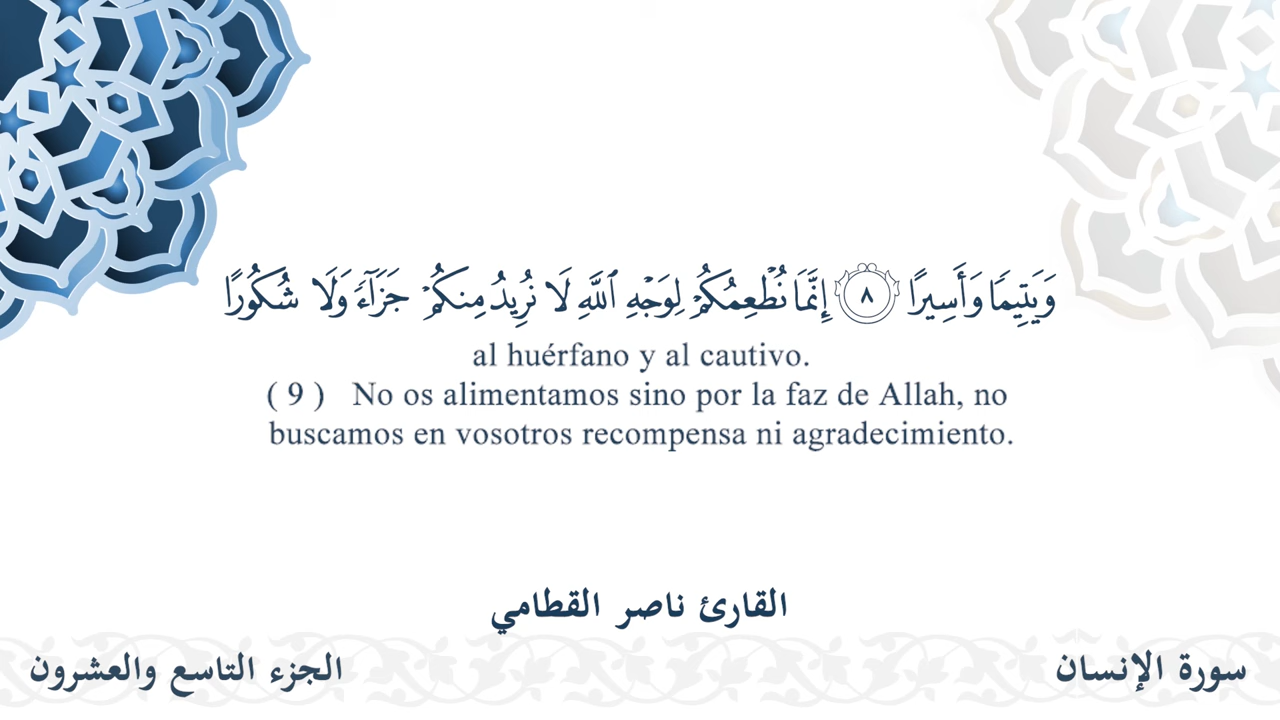 وَيَتِيمًا وَأَسِيرًا ٨ إِنَّمَا نُطْعِمُكُمْ لِوَجْهِ ٱللَّهِ لَا نُرِيدُ مِنكُمْ جَزَآءً وَلَا شُكُورًا
al huérfano y al cautivo.
( 9 ) No os alimentamos sino por la faz de Allah, no
buscamos en vosotros recompensa ni agradecimiento.
القارئ ناصر القطامي
سورة الإنسان
الجزء التاسع والعشرون